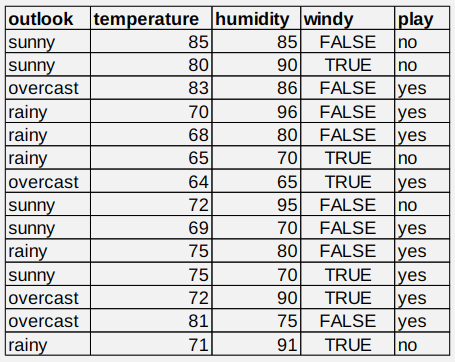 outlook temperature humidity windy play
sunny 85 85 FALSE no
sunny 80 90 TRUE no
overcast 83 86 FALSE yes
rainy 70 96 FALSE yes
rainy 68 80 FALSE yes
rainy 65 70 TRUE no
overcast 64 65 TRUE yes
sunny 72 95 FALSE no
sunny 69 70 FALSE yes
rainy 75 80 FALSE yes
sunny 75 70 TRUE yes
overcast 72 90 TRUE yes
overcast 81 75 FALSE yes
rainy 71 91 TRUE no